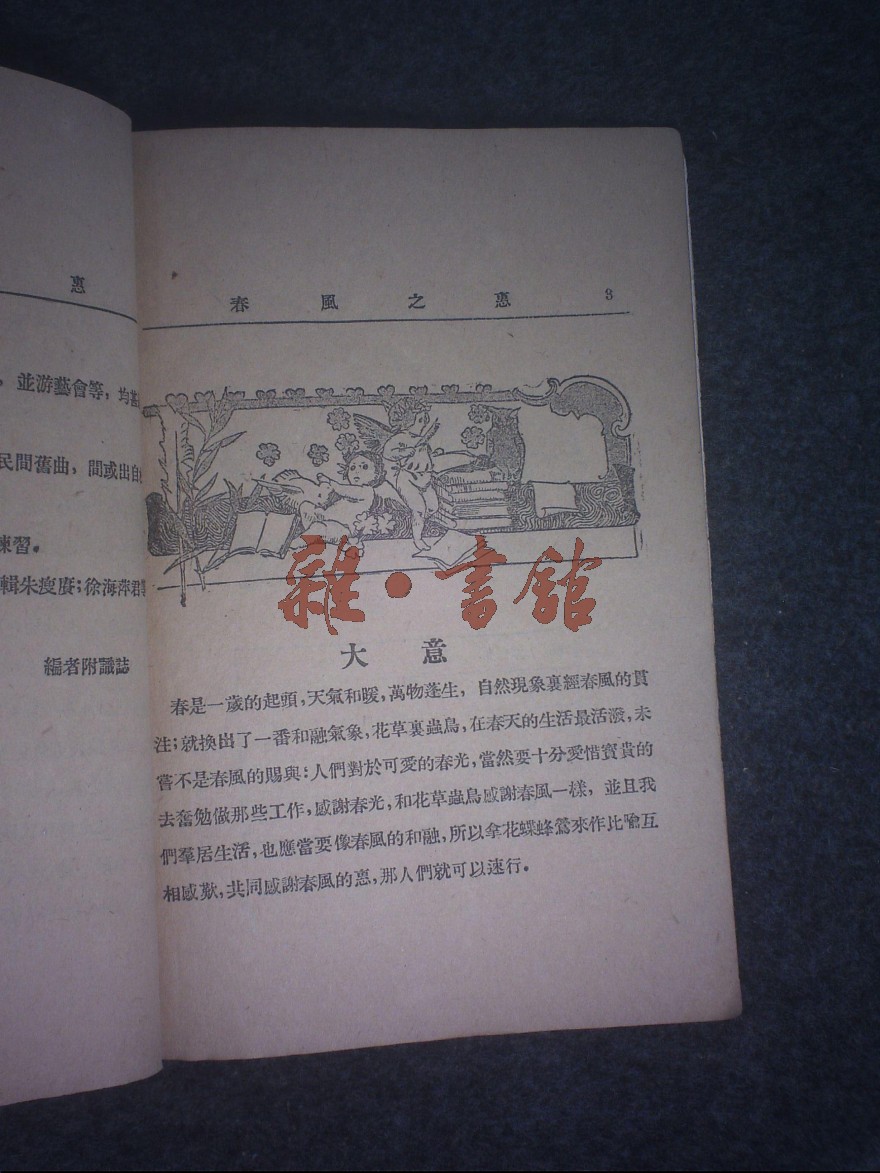 惠
，並游藝會等，均甚
民間舊曲，間或出自
練習。
輯朱瘦廎；徐海萍君等
編者附識誌
春風之惠 3
雜·書館
大意
春是一歲的起頭，天氣和暖，萬物蓬生，自然現象裏經春風的貫
注；就換出了一番和融氣象，花草裏蟲鳥，在春天的生活最活潑，未
嘗不是春風的賜與：人們對於可愛的春光，當然要十分愛惜寶貴的
去奮勉做那些工作，感謝春光，和花草蟲鳥感謝春風一樣，並且我
們羣居生活，也應當要像春風的和融，所以拿花蝶蜂鶯來作比喻互
相感歎，共同感謝春風的惠，那人們就可以速行。